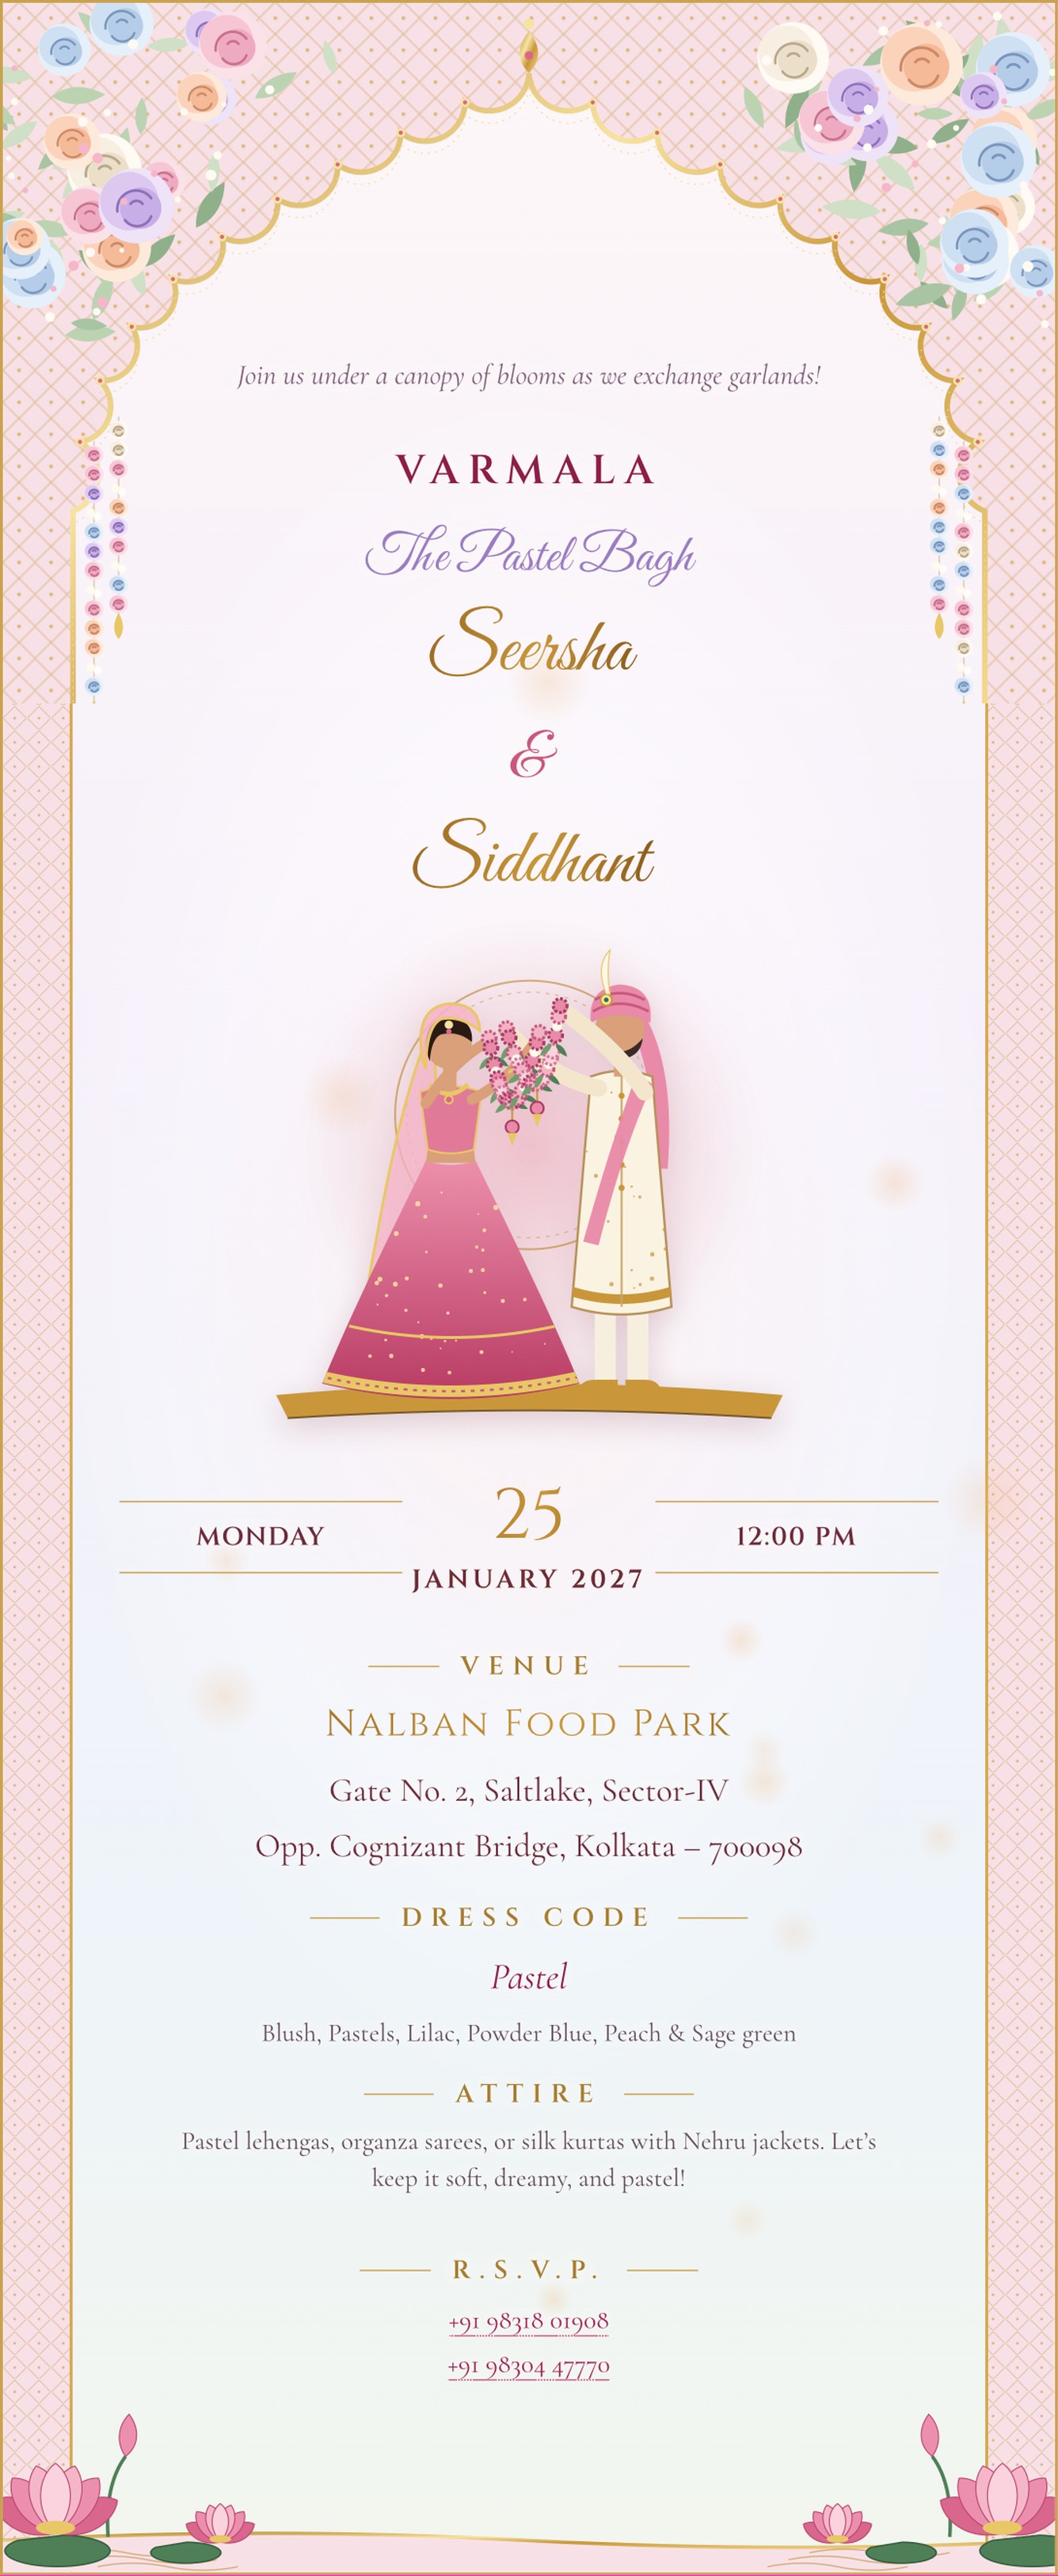 Join us under a canopy of blooms as we exchange garlands!
VARMALA
The Pastel Bagh
Seersha
&
Siddhant
MONDAY
25
JANUARY 2027
12:00 PM
VENUE
Nalban Food Park
Gate No. 2, Saltlake, Sector-IV
Opp. Cognizant Bridge, Kolkata – 700098
DRESS CODE
Pastel
Blush, Pastels, Lilac, Powder Blue, Peach & Sage green
ATTIRE
Pastel lehengas, organza sarees, or silk kurtas with Nehru jackets. Let’s
keep it soft, dreamy, and pastel!
R.S.V.P.
+91 98318 01908
+91 98304 47770